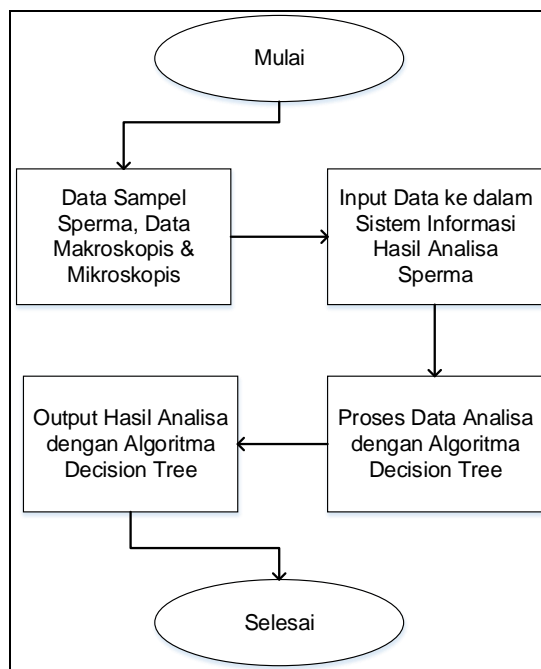 Mulai
Data Sampel
Sperma, Data
Makroskopis &
Mikroskopis
Input Data ke dalam
Sistem Informasi
Hasil Analisa
Sperma
Proses Data Analisa
dengan Algoritma
Decision Tree
Output Hasil Analisa
dengan Algoritma
Decision Tree
Selesai